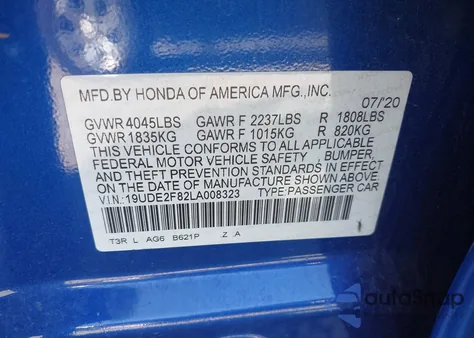 MFD.BY HONDA OF AMERICA MFG.,INC. 07/20
GVWR 4045LBS GAWR F 2237LBS R 1808LBS
GVWR 1835KG GAWR F 1015KG R 820KG
THIS VEHICLE CONFORMS TO ALL APPLICABLE
FEDERAL MOTOR VEHICLE SAFETY , BUMPER,
AND THEFT PREVENTION STANDARDS IN EFFECT ON
THE DATE OF MANUFACTURE SHOWN ABOVE.
V.I.N: 19UDE2F82LA008323 TYPE:PASSENGER CAR
T3R L AG6 B621P Z A
autoSnap